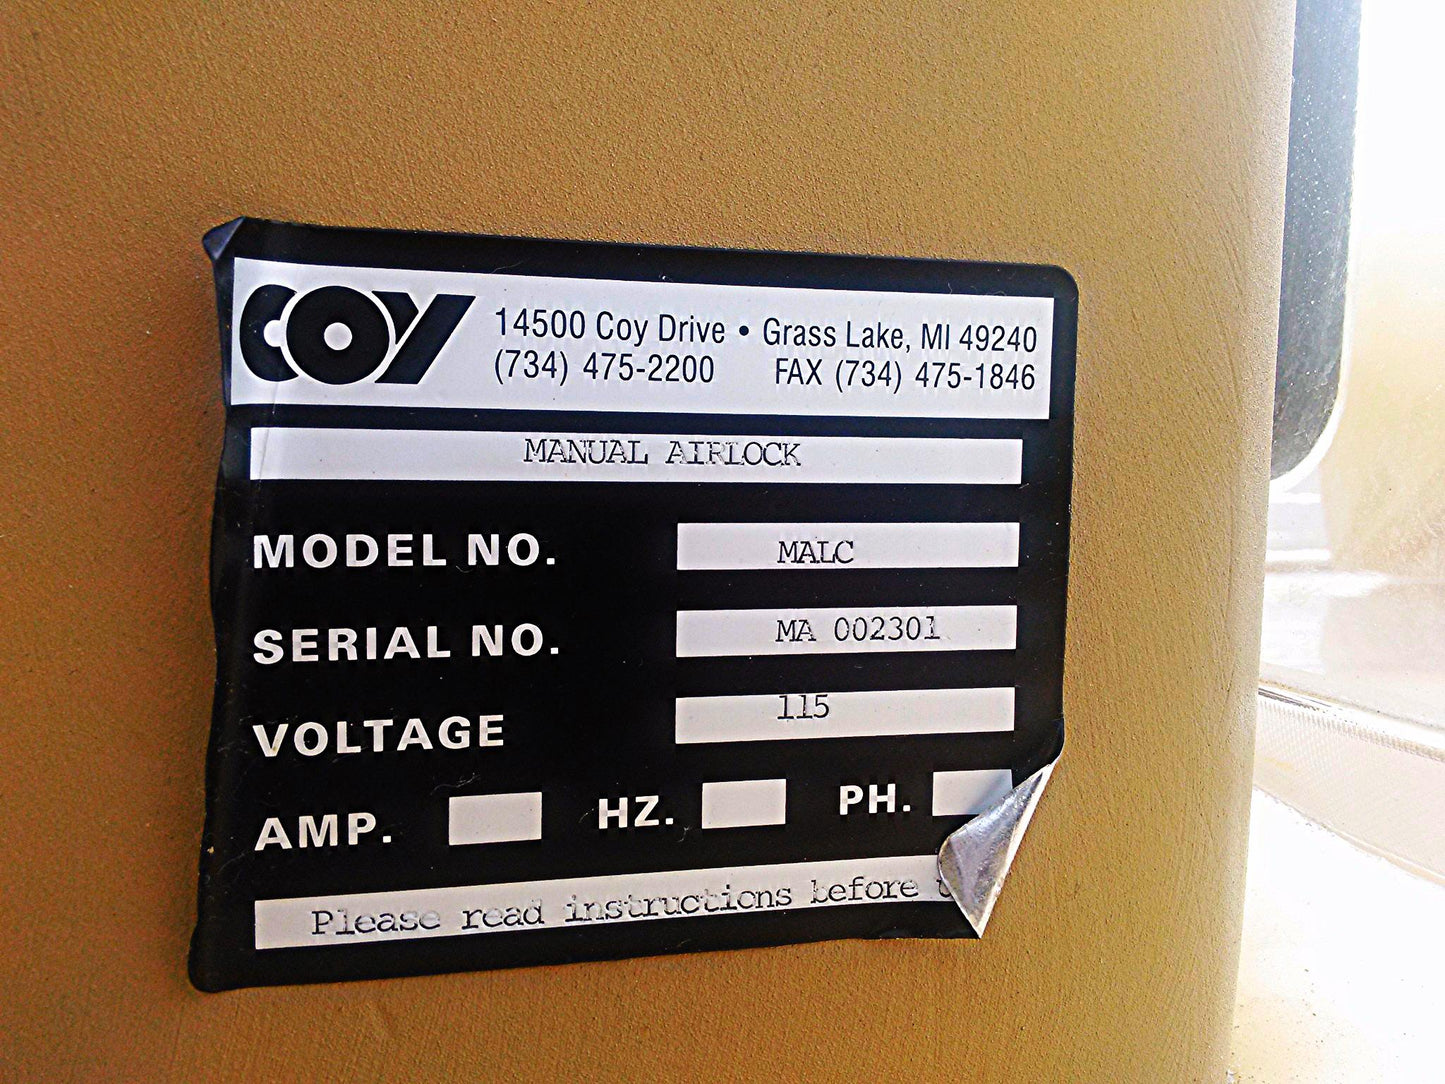 COY
14500 Coy Drive • Grass Lake, MI 49240
(734) 475-2200 FAX (734) 475-1846
MANUAL AIRLOCK
MODEL NO. MALC
SERIAL NO. MA 002301
VOLTAGE 115
AMP. HZ. PH.
Please read instructions before